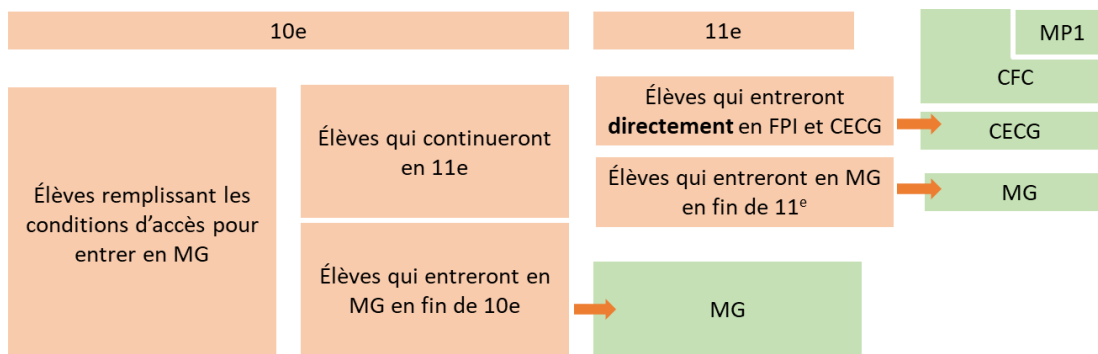 10e
11e
MP1
CFC
Élèves remplissant les
conditions d’accès pour
entrer en MG
Élèves qui continueront
en 11e
Élèves qui entreront en
MG en fin de 10e
Élèves qui entreront
directement en FPI et CECG
Élèves qui entreront en MG
en fin de 11e
CECG
MG
MG